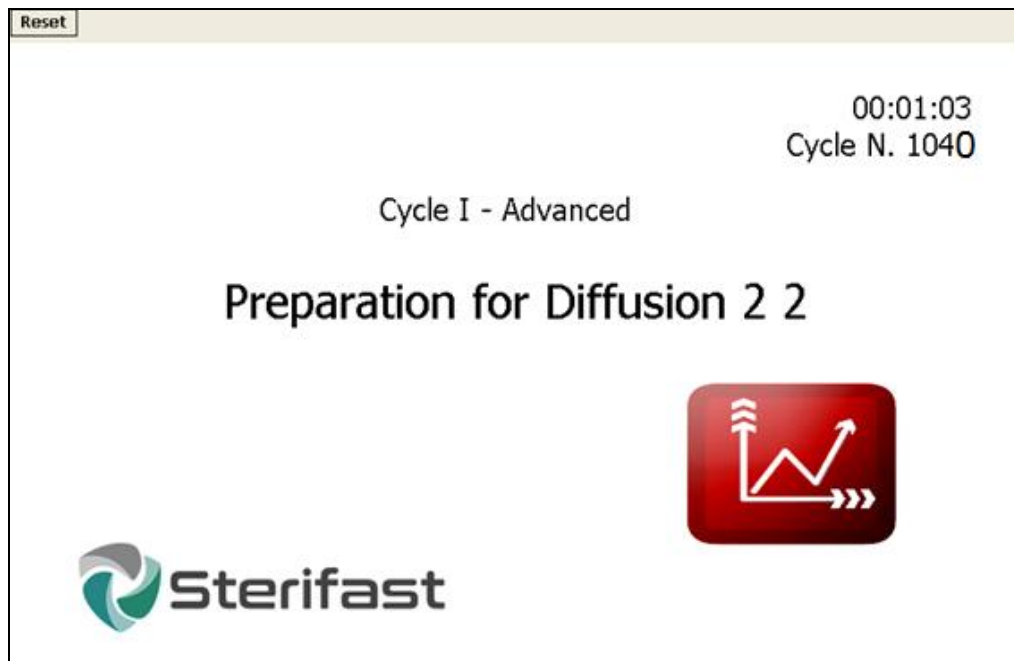 Reset
00:01:03
Cycle N. 1040
Cycle I - Advanced
Preparation for Diffusion 2 2
Sterifast